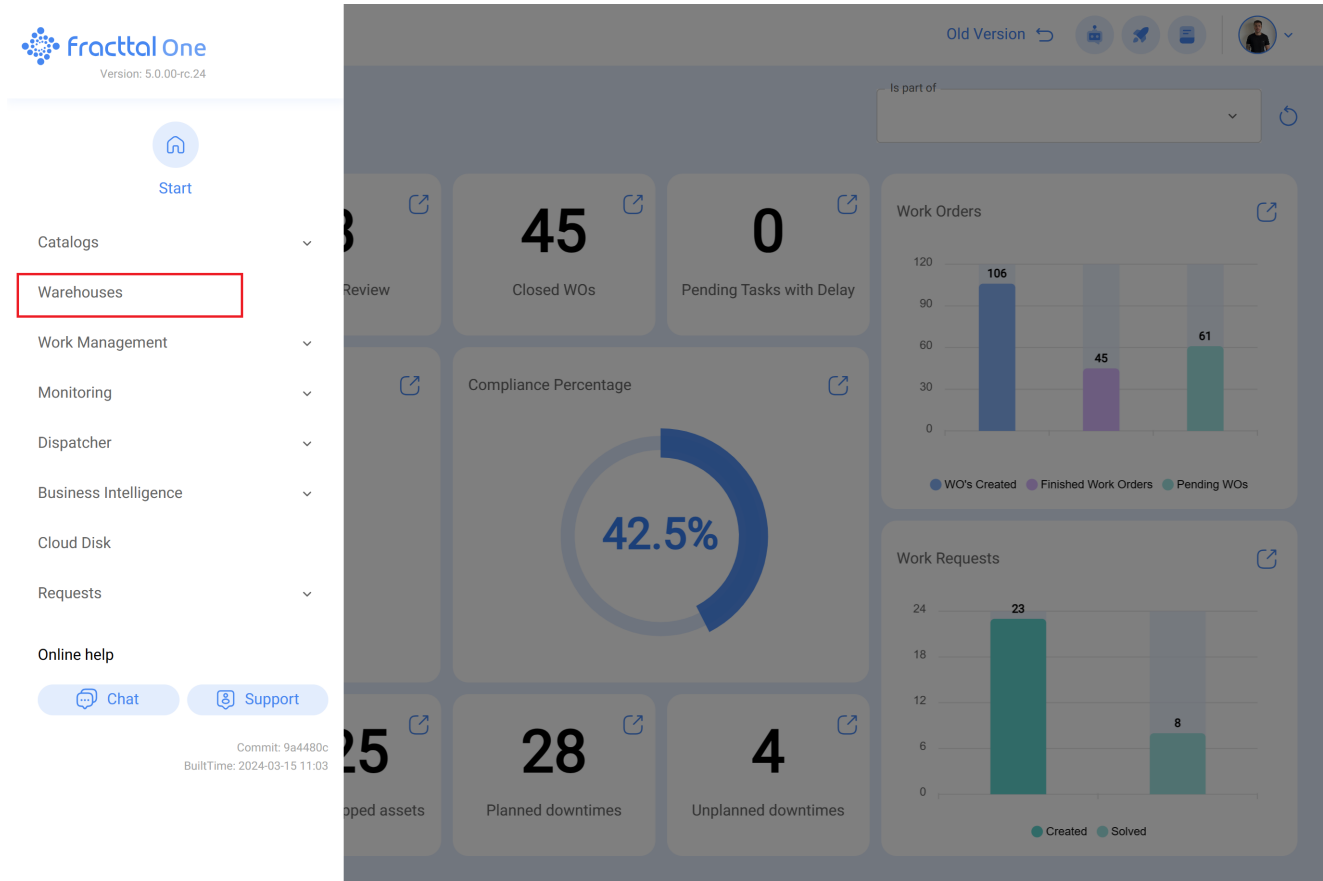 fracttal One
Version: 5.0.00-rc.24
Start
Catalogs
Warehouses
Work Management
Monitoring
Dispatcher
Business Intelligence
Cloud Disk
Requests
Online help
Chat
Support
Commit: 9a4480c
BuiltTime: 2024-03-15 11:03
Old Version
Is part of
Review
45
Closed WOs
0
Pending Tasks with Delay
Work Orders
120
90
60
30
0
106
45
61
WO's Created
Finished Work Orders
Pending WOs
Compliance Percentage
42.5%
Work Requests
24
18
12
6
0
23
8
Created
Solved
25
assets
28
Planned downtimes
4
Unplanned downtimes